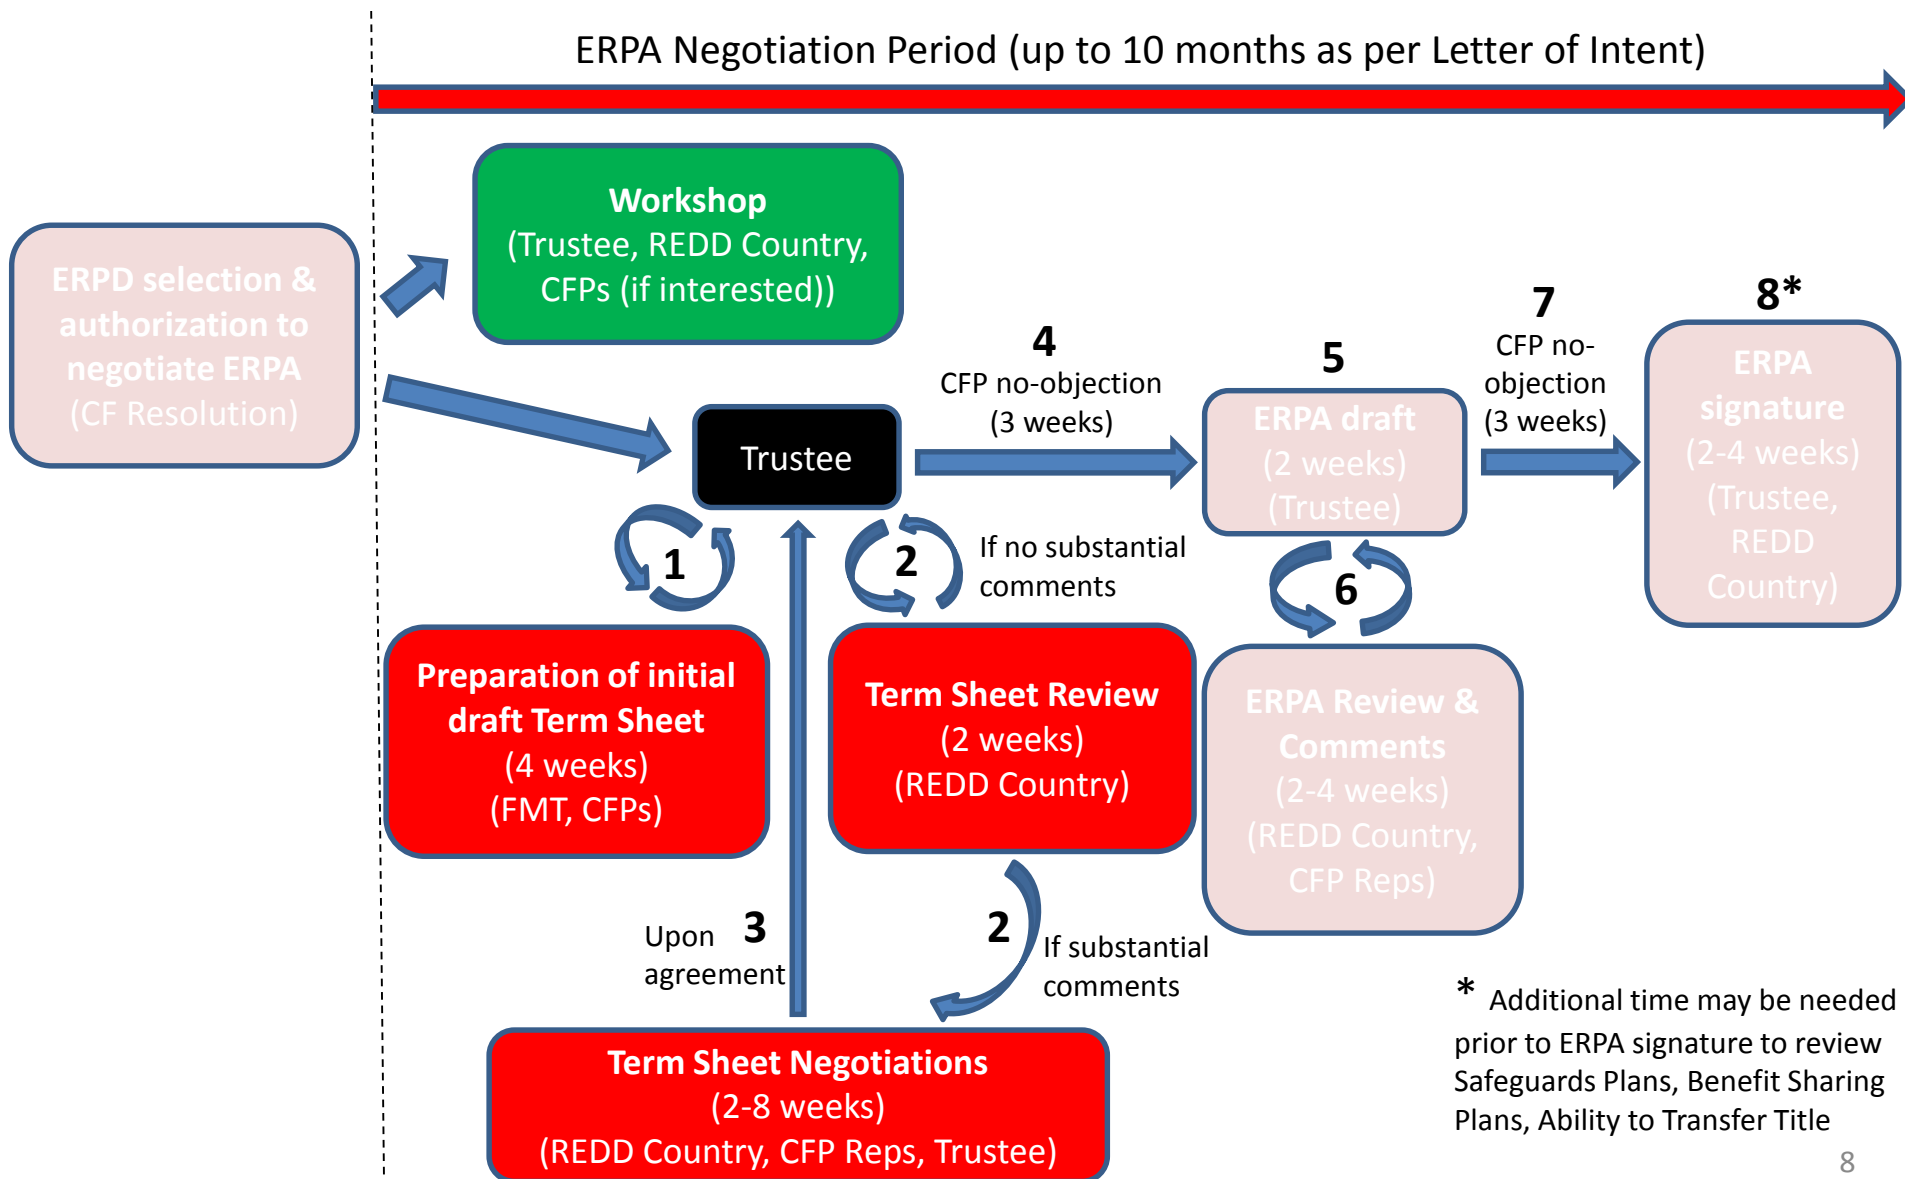 ERPA Negotiation Period (up to 10 months as per Letter of Intent)
ERPD selection &
authorization to
negotiate ERPA
(CF Resolution)
Workshop
(Trustee, REDD Country,
CFPs (if interested))
Trustee
1
Preparation of initial
draft Term Sheet
(4 weeks)
(FMT, CFPs)
2
If no substantial
comments
Term Sheet Review
(2 weeks)
(REDD Country)
2
If substantial
comments
Term Sheet Negotiations
(2-8 weeks)
(REDD Country, CFP Reps, Trustee)
Upon
agreement
3
4
CFP no-objection
(3 weeks)
5
ERPA draft
(2 weeks)
(Trustee)
6
ERPA Review &
Comments
(2-4 weeks)
(REDD Country,
CFP Reps)
7
CFP no-
objection
(3 weeks)
8*
ERPA
signature
(2-4 weeks)
(Trustee,
REDD
Country)
* Additional time may be needed
prior to ERPA signature to review
Safeguards Plans, Benefit Sharing
Plans, Ability to Transfer Title
8